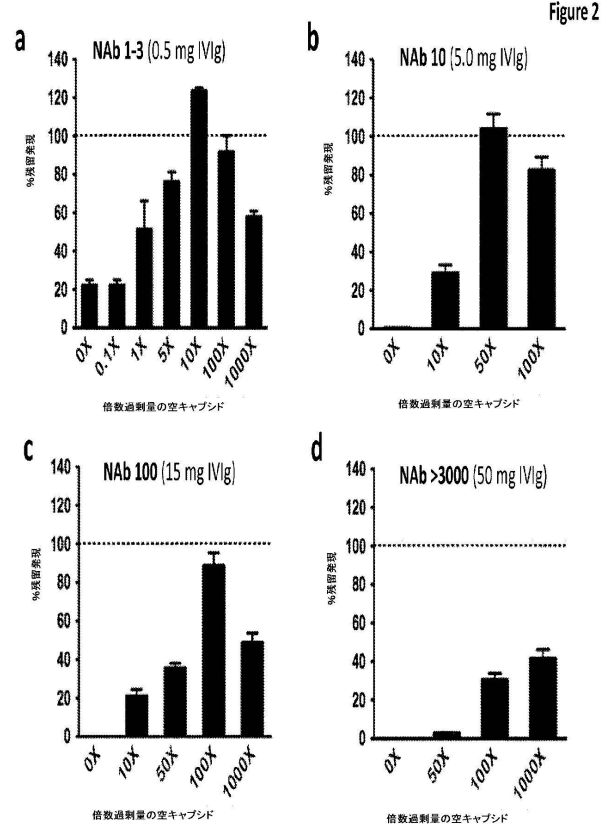 Figure 2
a
NAb 1-3 (0.5 mg IVIg)
140
120
100
80
60
40
20
0
%残留発現
0X
0.1X
1X
5X
10X
100X
1000X
倍数過剰量の空キャプシド
b
NAb 10 (5.0 mg IVIg)
140
120
100
80
60
40
20
0
%残留発現
0X
10X
50X
100X
倍数過剰量の空キャプシド
c
NAb 100 (15 mg IVIg)
140
120
100
80
60
40
20
0
%残留発現
0X
10X
50X
100X
1000X
倍数過剰量の空キャプシド
d
NAb >3000 (50 mg IVIg)
140
120
100
80
60
40
20
0
%残留発現
0X
50X
100X
1000X
倍数過剰量の空キャプシド